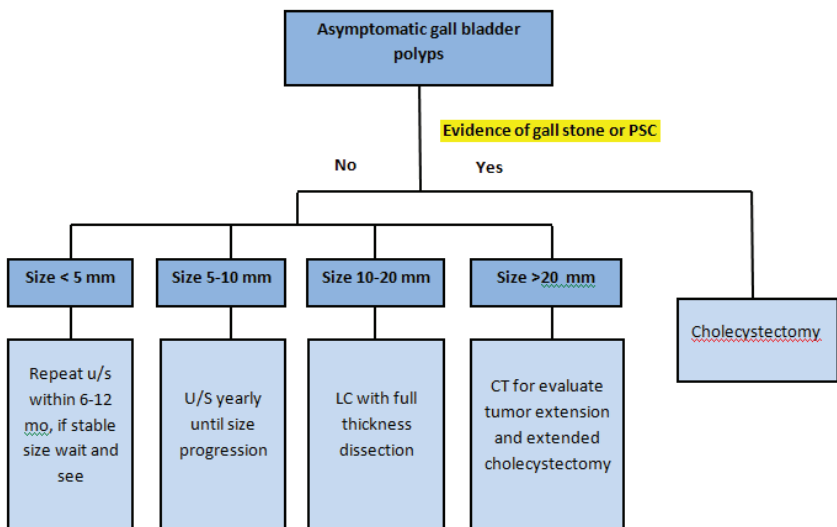 Asymptomatic gall bladder
polyps
Evidence of gall stone or PSC
No
Yes
Size < 5 mm
Size 5-10 mm
Size 10-20 mm
Size >20 mm
Cholecystectomy
Repeat u/s
within 6-12
mo, if stable
size wait and
see
U/S yearly
until size
progression
LC with full
thickness
dissection
CT for evaluate
tumor extension
and extended
cholecystectomy